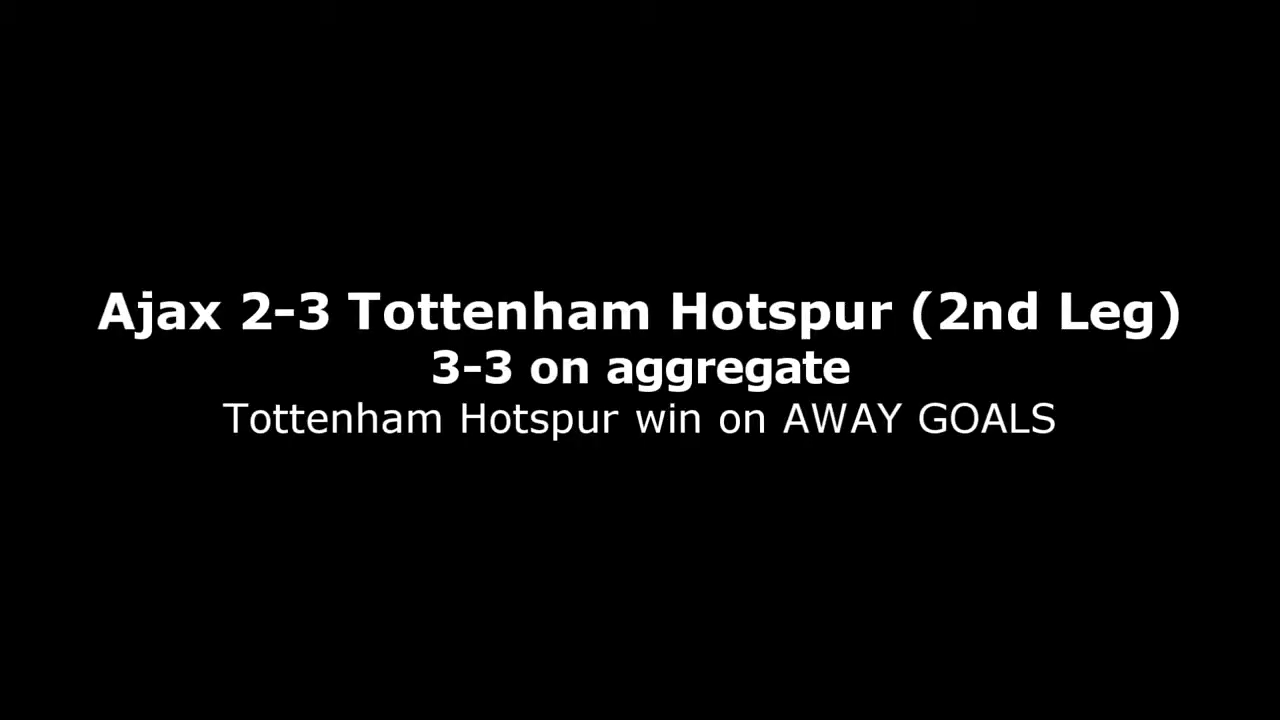 Ajax 2-3 Tottenham Hotspur (2nd Leg)
3-3 on aggregate
Tottenham Hotspur win on AWAY GOALS